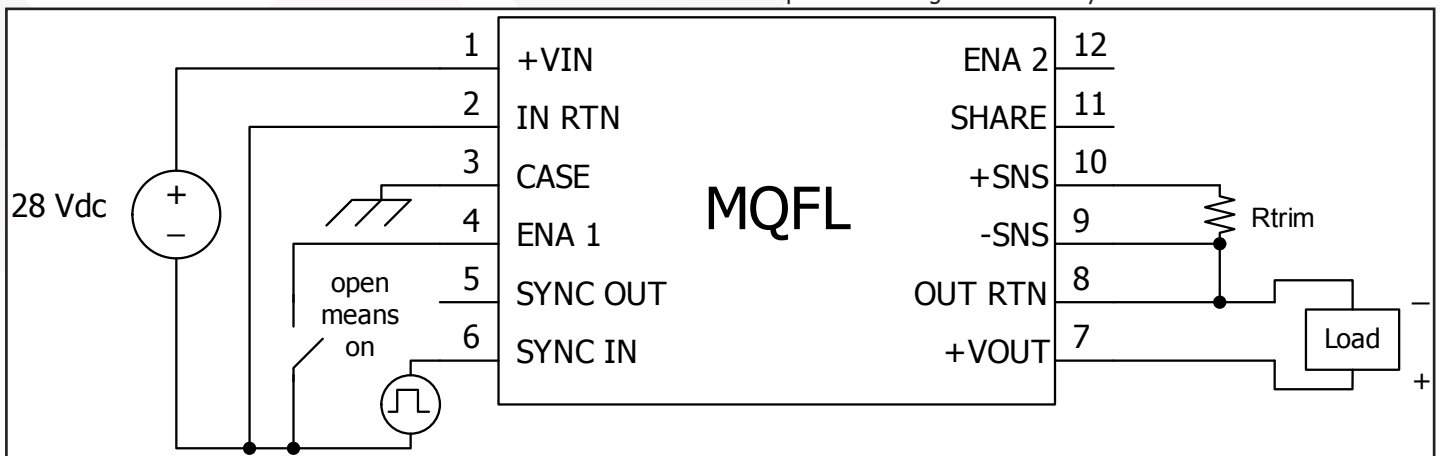 1
+VIN
2
IN RTN
3
CASE
4
ENA 1
5
SYNC OUT
6
SYNC IN
28 Vdc
+
–
open
means
on
MQFL
12
ENA 2
11
SHARE
10
+SNS
9
-SNS
8
OUT RTN
7
+VOUT
Rtrim
–
Load
+